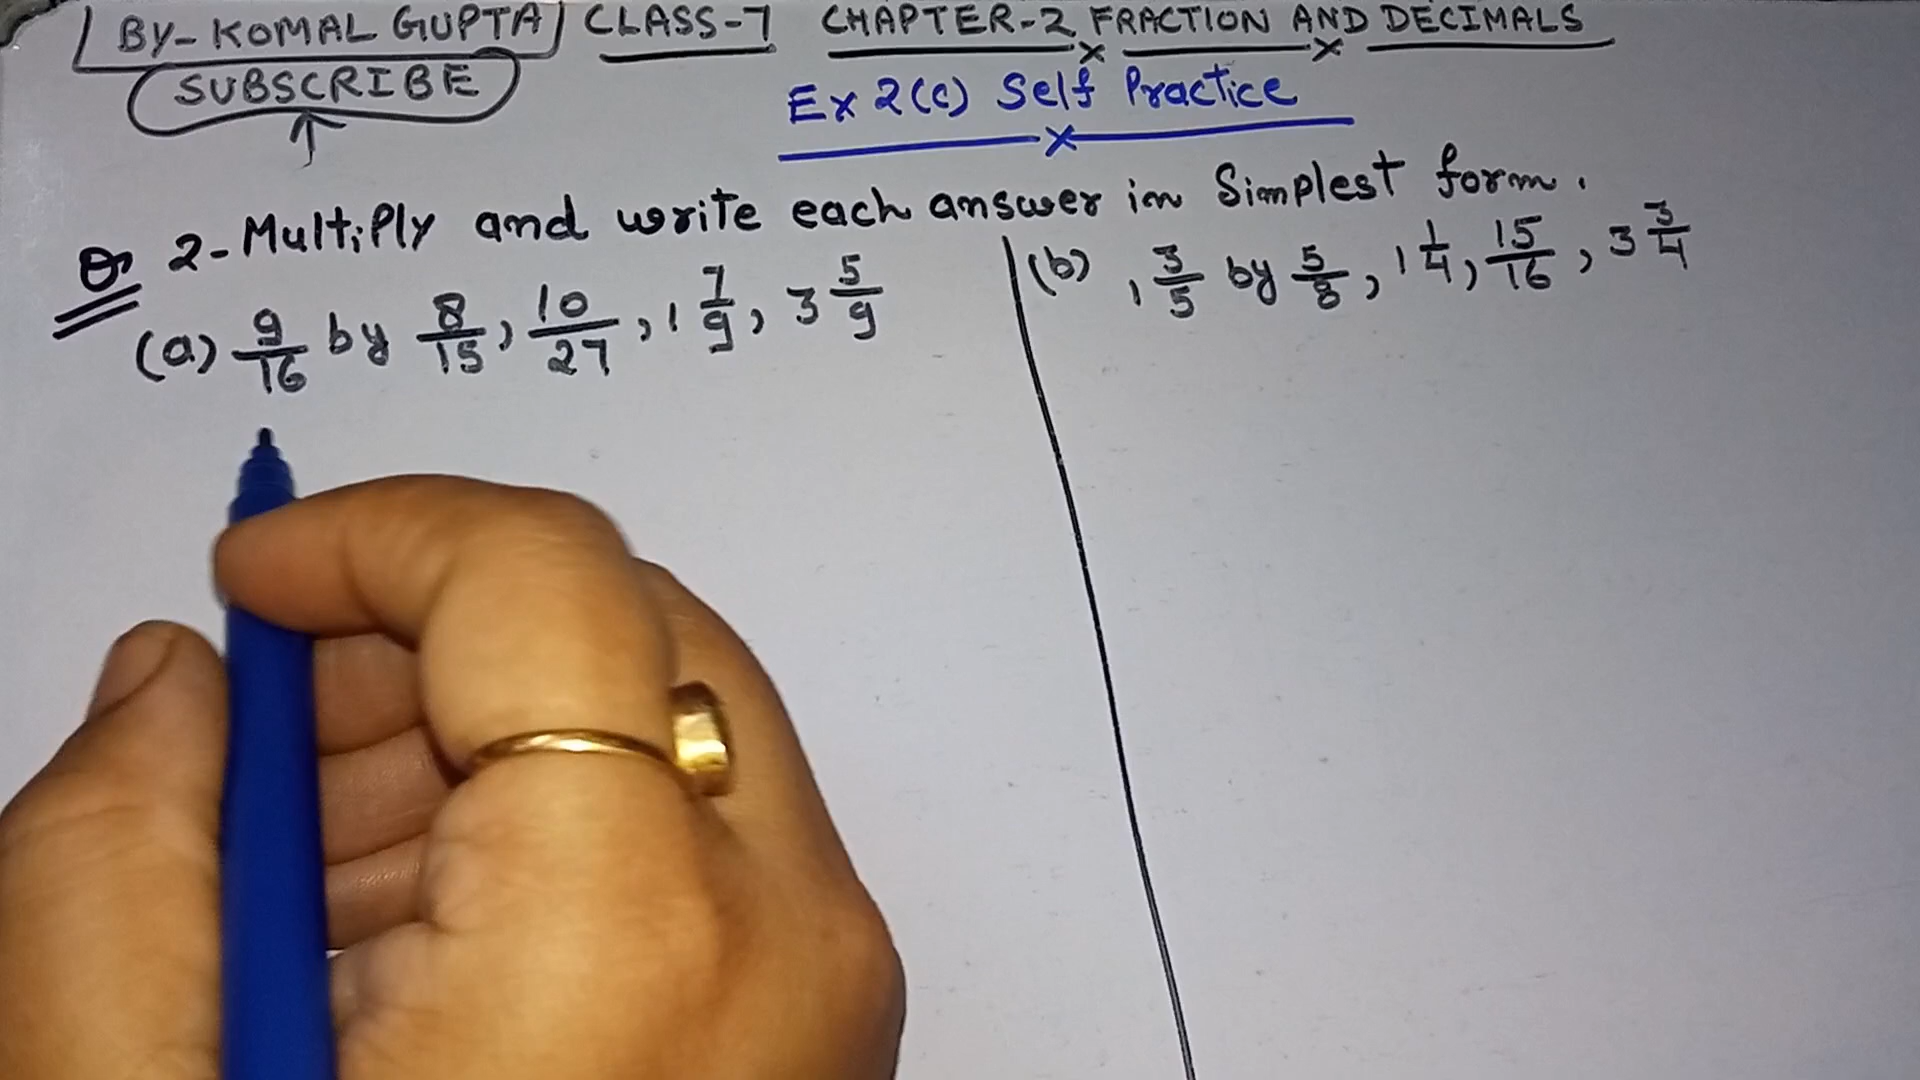 BY-KOMAL GUPTA CLASS-7 CHAPTER-2 FRACTION AND DECIMALS
SUBSCRIBE
Ex 2(c) Self Practice
Q 2-Multiply and write each answer in Simplest form.
(a) 9/16 by 8/15, 10/27, 1 7/9, 3 5/9
(b) 1 3/5 by 5/8, 1 1/4, 15/16, 3 3/4